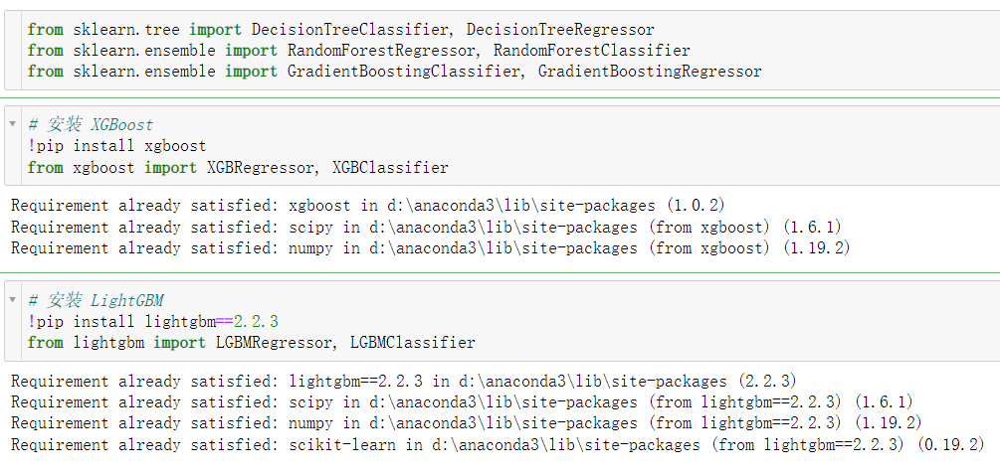 from sklearn.tree import DecisionTreeClassifier, DecisionTreeRegressor
from sklearn.ensemble import RandomForestRegressor, RandomForestClassifier
from sklearn.ensemble import GradientBoostingClassifier, GradientBoostingRegressor
# 安装 XGBoost
!pip install xgboost
from xgboost import XGBRegressor, XGBClassifier
Requirement already satisfied: xgboost in d:\anaconda3\lib\site-packages (1.0.2)
Requirement already satisfied: scipy in d:\anaconda3\lib\site-packages (from xgboost) (1.6.1)
Requirement already satisfied: numpy in d:\anaconda3\lib\site-packages (from xgboost) (1.19.2)
# 安装 LightGBM
!pip install lightgbm==2.2.3
from lightgbm import LGBMRegressor, LGBMClassifier
Requirement already satisfied: lightgbm==2.2.3 in d:\anaconda3\lib\site-packages (2.2.3)
Requirement already satisfied: scipy in d:\anaconda3\lib\site-packages (from lightgbm==2.2.3) (1.6.1)
Requirement already satisfied: numpy in d:\anaconda3\lib\site-packages (from lightgbm==2.2.3) (1.19.2)
Requirement already satisfied: scikit-learn in d:\anaconda3\lib\site-packages (from lightgbm==2.2.3) (0.19.2)